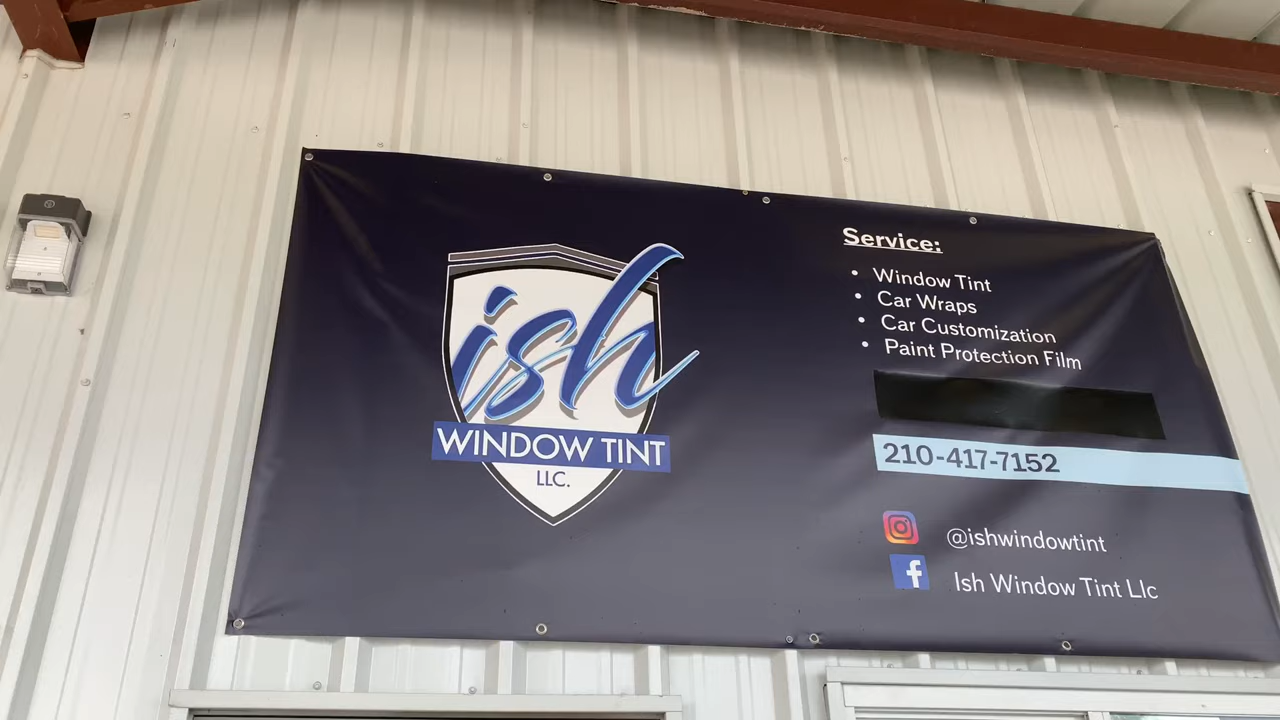 ish
WINDOW TINT
LLC.
Service:
• Window Tint
• Car Wraps
• Car Customization
• Paint Protection Film
210-417-7152
@ishwindowtint
Ish Window Tint Llc